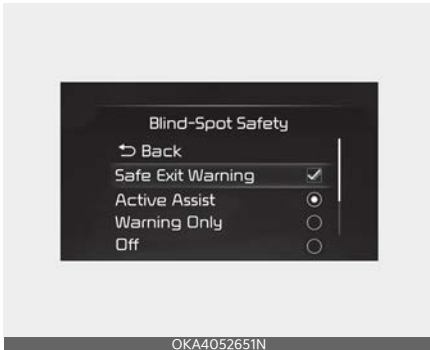 Blind-Spot Safety
Back
Safe Exit Warning
Active Assist
Warning Only
Off
OKA4052651N